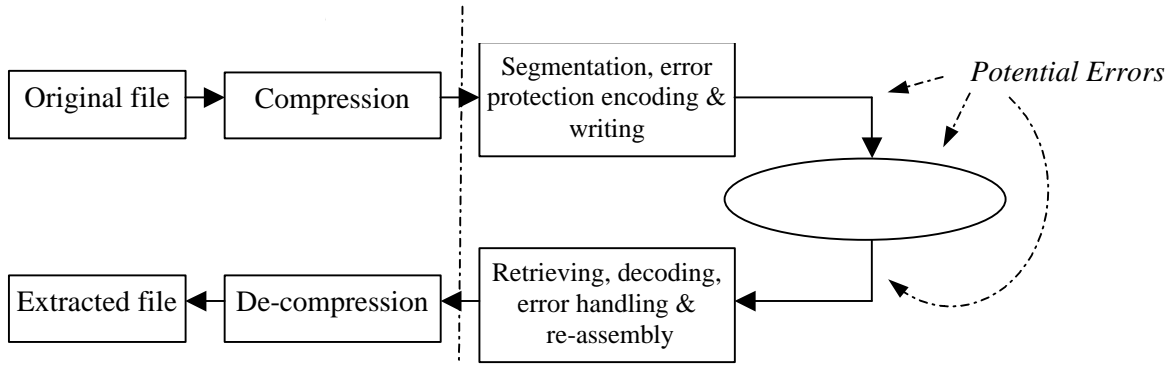 Original file
Compression
Segmentation, error
protection encoding &
writing
Potential Errors
Extracted file
De-compression
Retrieving, decoding,
error handling &
re-assembly